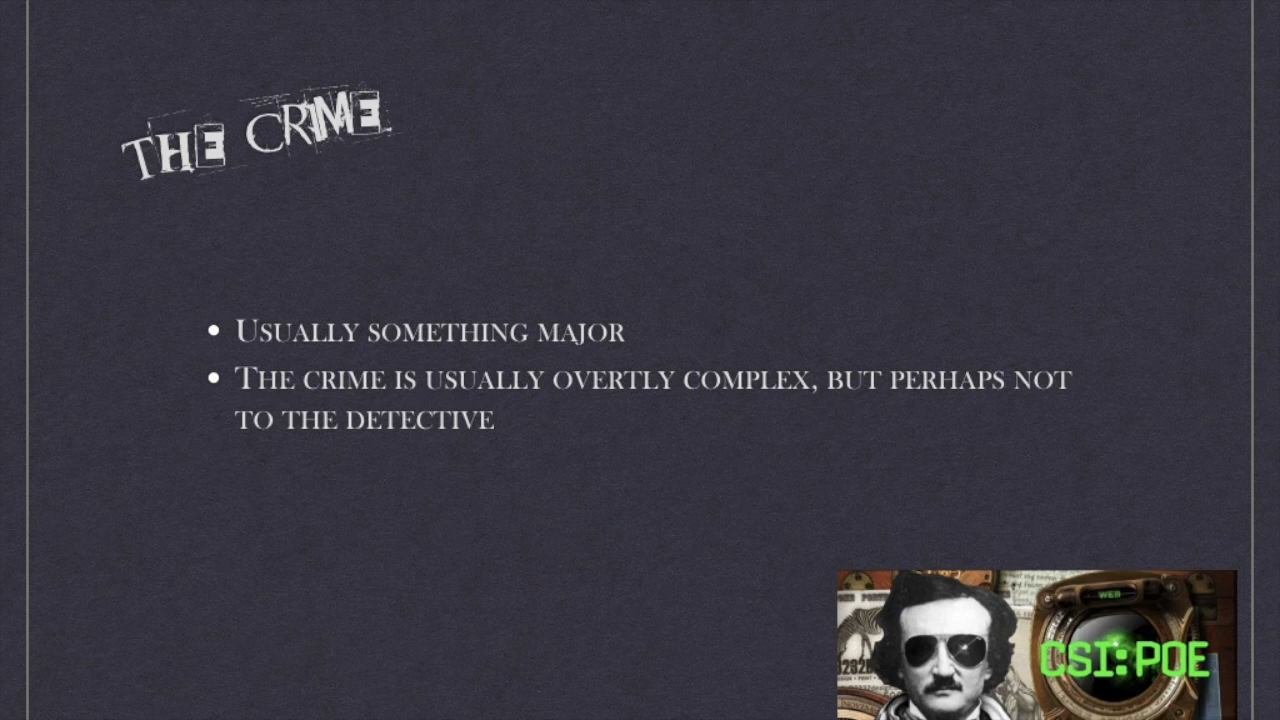 THE CRIME
• USUALLY SOMETHING MAJOR
• THE CRIME IS USUALLY OVERTLY COMPLEX, BUT PERHAPS NOT
TO THE DETECTIVE
WEB
CSI: POE